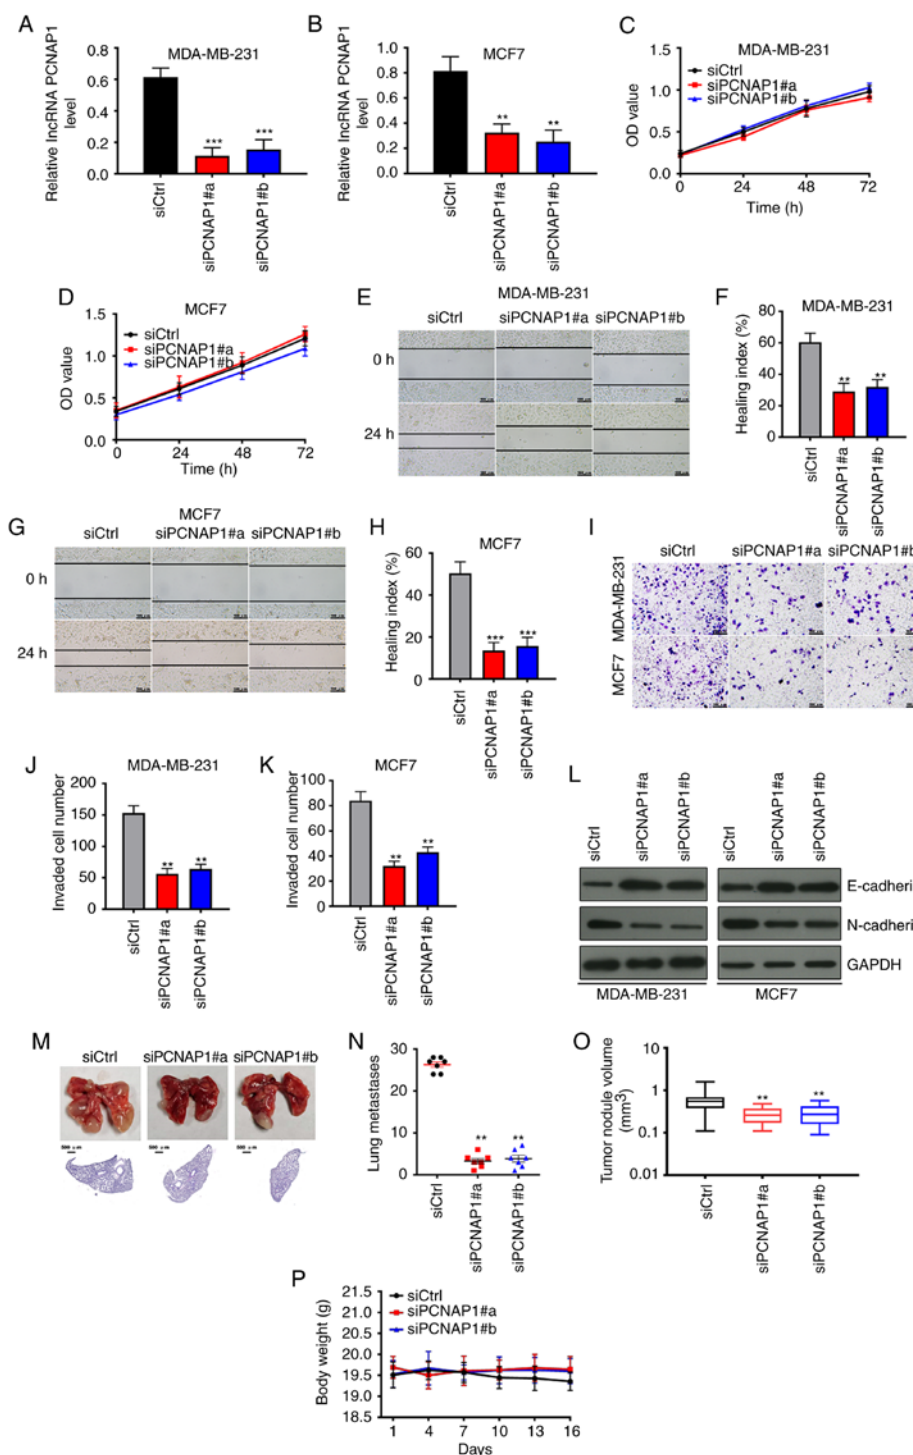 A
MDA-MB-231
Relative lncRNA PCNAP1
level
0.8
0.6
0.4
0.2
0.0
***
***
siCtrl
siPCNAP1#a
siPCNAP1#b
B
MCF7
Relative lncRNA PCNAP1
level
1.0
0.8
0.6
0.4
0.2
0.0
**
**
siCtrl
siPCNAP1#a
siPCNAP1#b
C
MDA-MB-231
OD value
1.5
1.0
0.5
0.0
siCtrl
siPCNAP1#a
siPCNAP1#b
0 24 48 72
Time (h)
D
MCF7
OD value
1.5
1.0
0.5
0.0
siCtrl
siPCNAP1#a
siPCNAP1#b
0 24 48 72
Time (h)
E
MDA-MB-231
siCtrl siPCNAP1#a siPCNAP1#b
0 h
24 h
F
MDA-MB-231
Healing index (%)
80
60
40
20
0
**
**
siCtrl
siPCNAP1#a
siPCNAP1#b
G
MCF7
siCtrl siPCNAP1#a siPCNAP1#b
0 h
24 h
H
MCF7
Healing index (%)
60
40
20
0
***
***
siCtrl
siPCNAP1#a
siPCNAP1#b
I
siCtrl siPCNAP1#a siPCNAP1#b
MDA-MB-231
MCF7
J
MDA-MB-231
Invaded cell number
200
150
100
50
0
**
**
siCtrl
siPCNAP1#a
siPCNAP1#b
K
MCF7
Invaded cell number
100
80
60
40
20
0
**
**
siCtrl
siPCNAP1#a
siPCNAP1#b
L
siCtrl
siPCNAP1#a
siPCNAP1#b
siCtrl
siPCNAP1#a
siPCNAP1#b
E-cadheri
N-cadheri
GAPDH
MDA-MB-231 MCF7
M
siCtrl siPCNAP1#a siPCNAP1#b
N
Lung metastases
30
20
10
0
**
**
siCtrl
siPCNAP1#a
siPCNAP1#b
O
Tumor nodule volume
(mm3)
10
1
0.1
0.01
**
**
siCtrl
siPCNAP1#a
siPCNAP1#b
P
Body weight (g)
21.5
21.0
20.5
20.0
19.5
19.0
18.5
siCtrl
siPCNAP1#a
siPCNAP1#b
1 4 7 10 13 16
Days